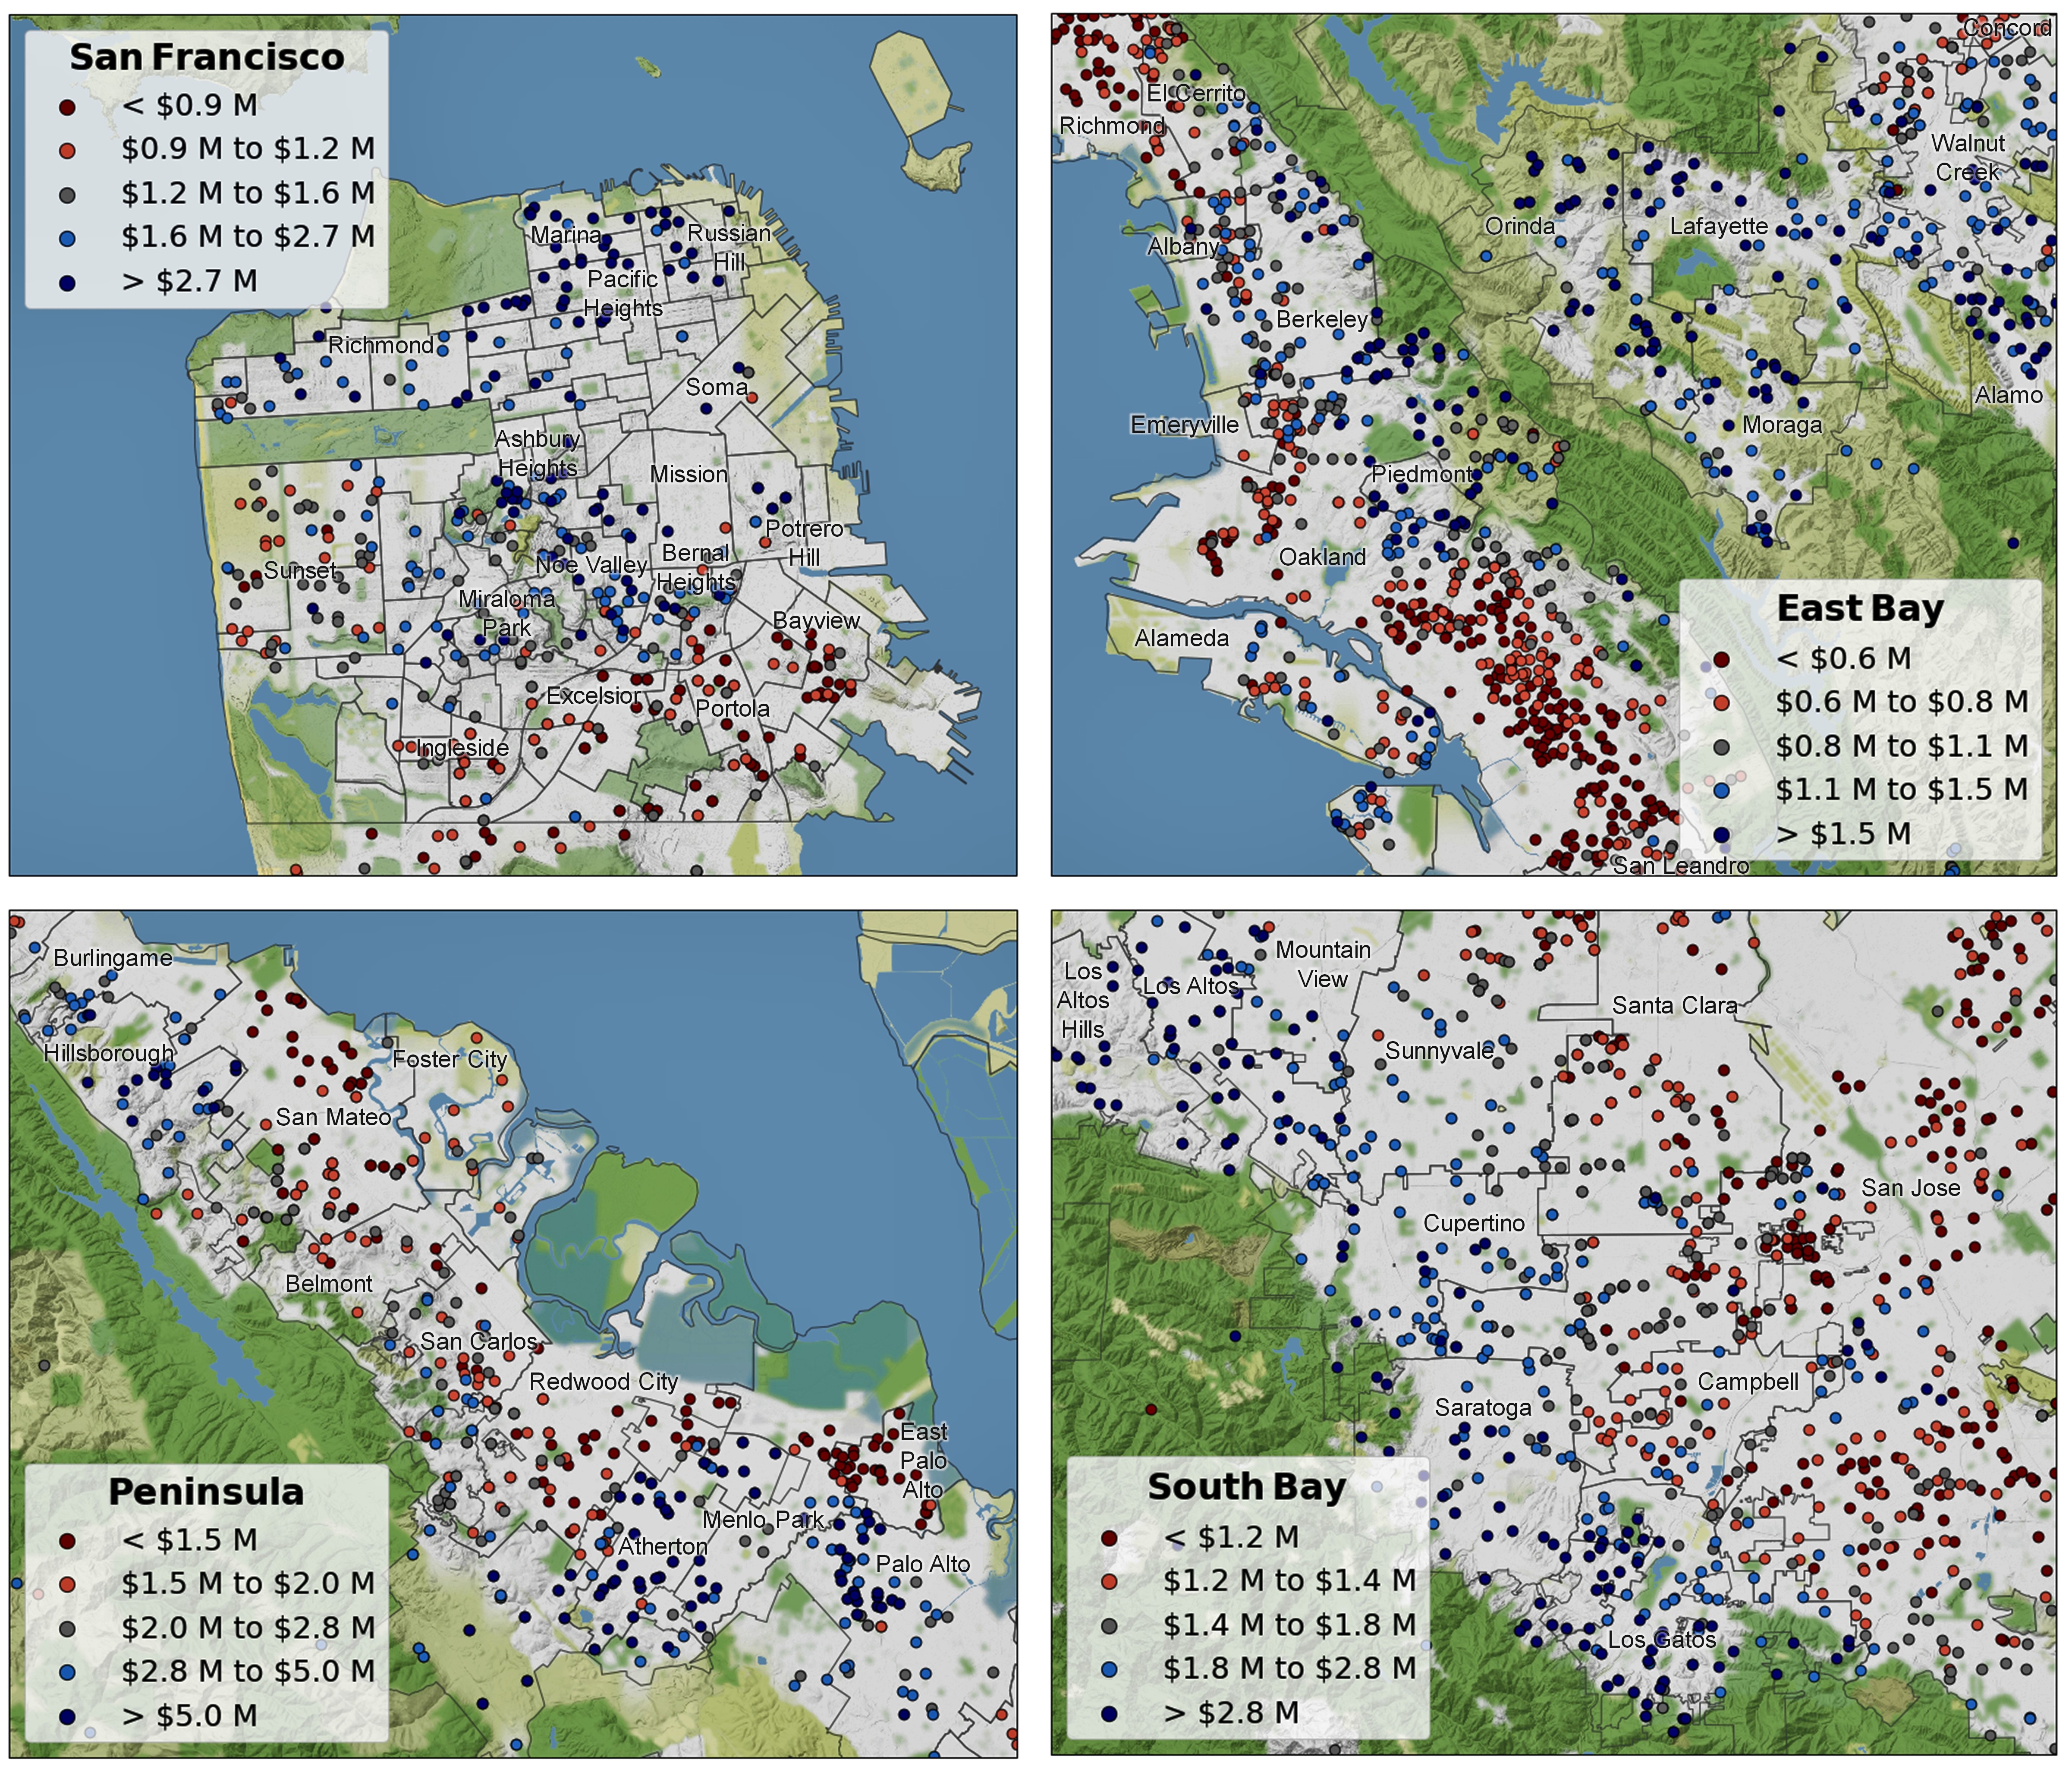 San Francisco
< $0.9 M
$0.9 M to $1.2 M
$1.2 M to $1.6 M
$1.6 M to $2.7 M
> $2.7 M
Marina
Russian
Hill
Pacific
Heights
Richmond
Soma
Ashbury
Heights
Mission
Potrero
Hill
Sunset
Noe Valley
Bernal
Heights
Miraloma
Park
Bayview
Excelsior
Portola
Ingleside
Concord
El Cerrito
Richmond
Walnut
Creek
Albany
Orinda
Lafayette
Berkeley
Alamo
Emeryville
Moraga
Piedmont
Oakland
Alameda
San Leandro
East Bay
< $0.6 M
$0.6 M to $0.8 M
$0.8 M to $1.1 M
$1.1 M to $1.5 M
> $1.5 M
Burlingame
Hillsborough
Foster City
San Mateo
Belmont
San Carlos
Redwood City
East
Palo
Alto
Menlo Park
Atherton
Palo Alto
Peninsula
< $1.5 M
$1.5 M to $2.0 M
$2.0 M to $2.8 M
$2.8 M to $5.0 M
> $5.0 M
Mountain
View
Los
Altos
Hills
Los Altos
Santa Clara
Sunnyvale
San Jose
Cupertino
Campbell
Saratoga
Los Gatos
South Bay
< $1.2 M
$1.2 M to $1.4 M
$1.4 M to $1.8 M
$1.8 M to $2.8 M
> $2.8 M